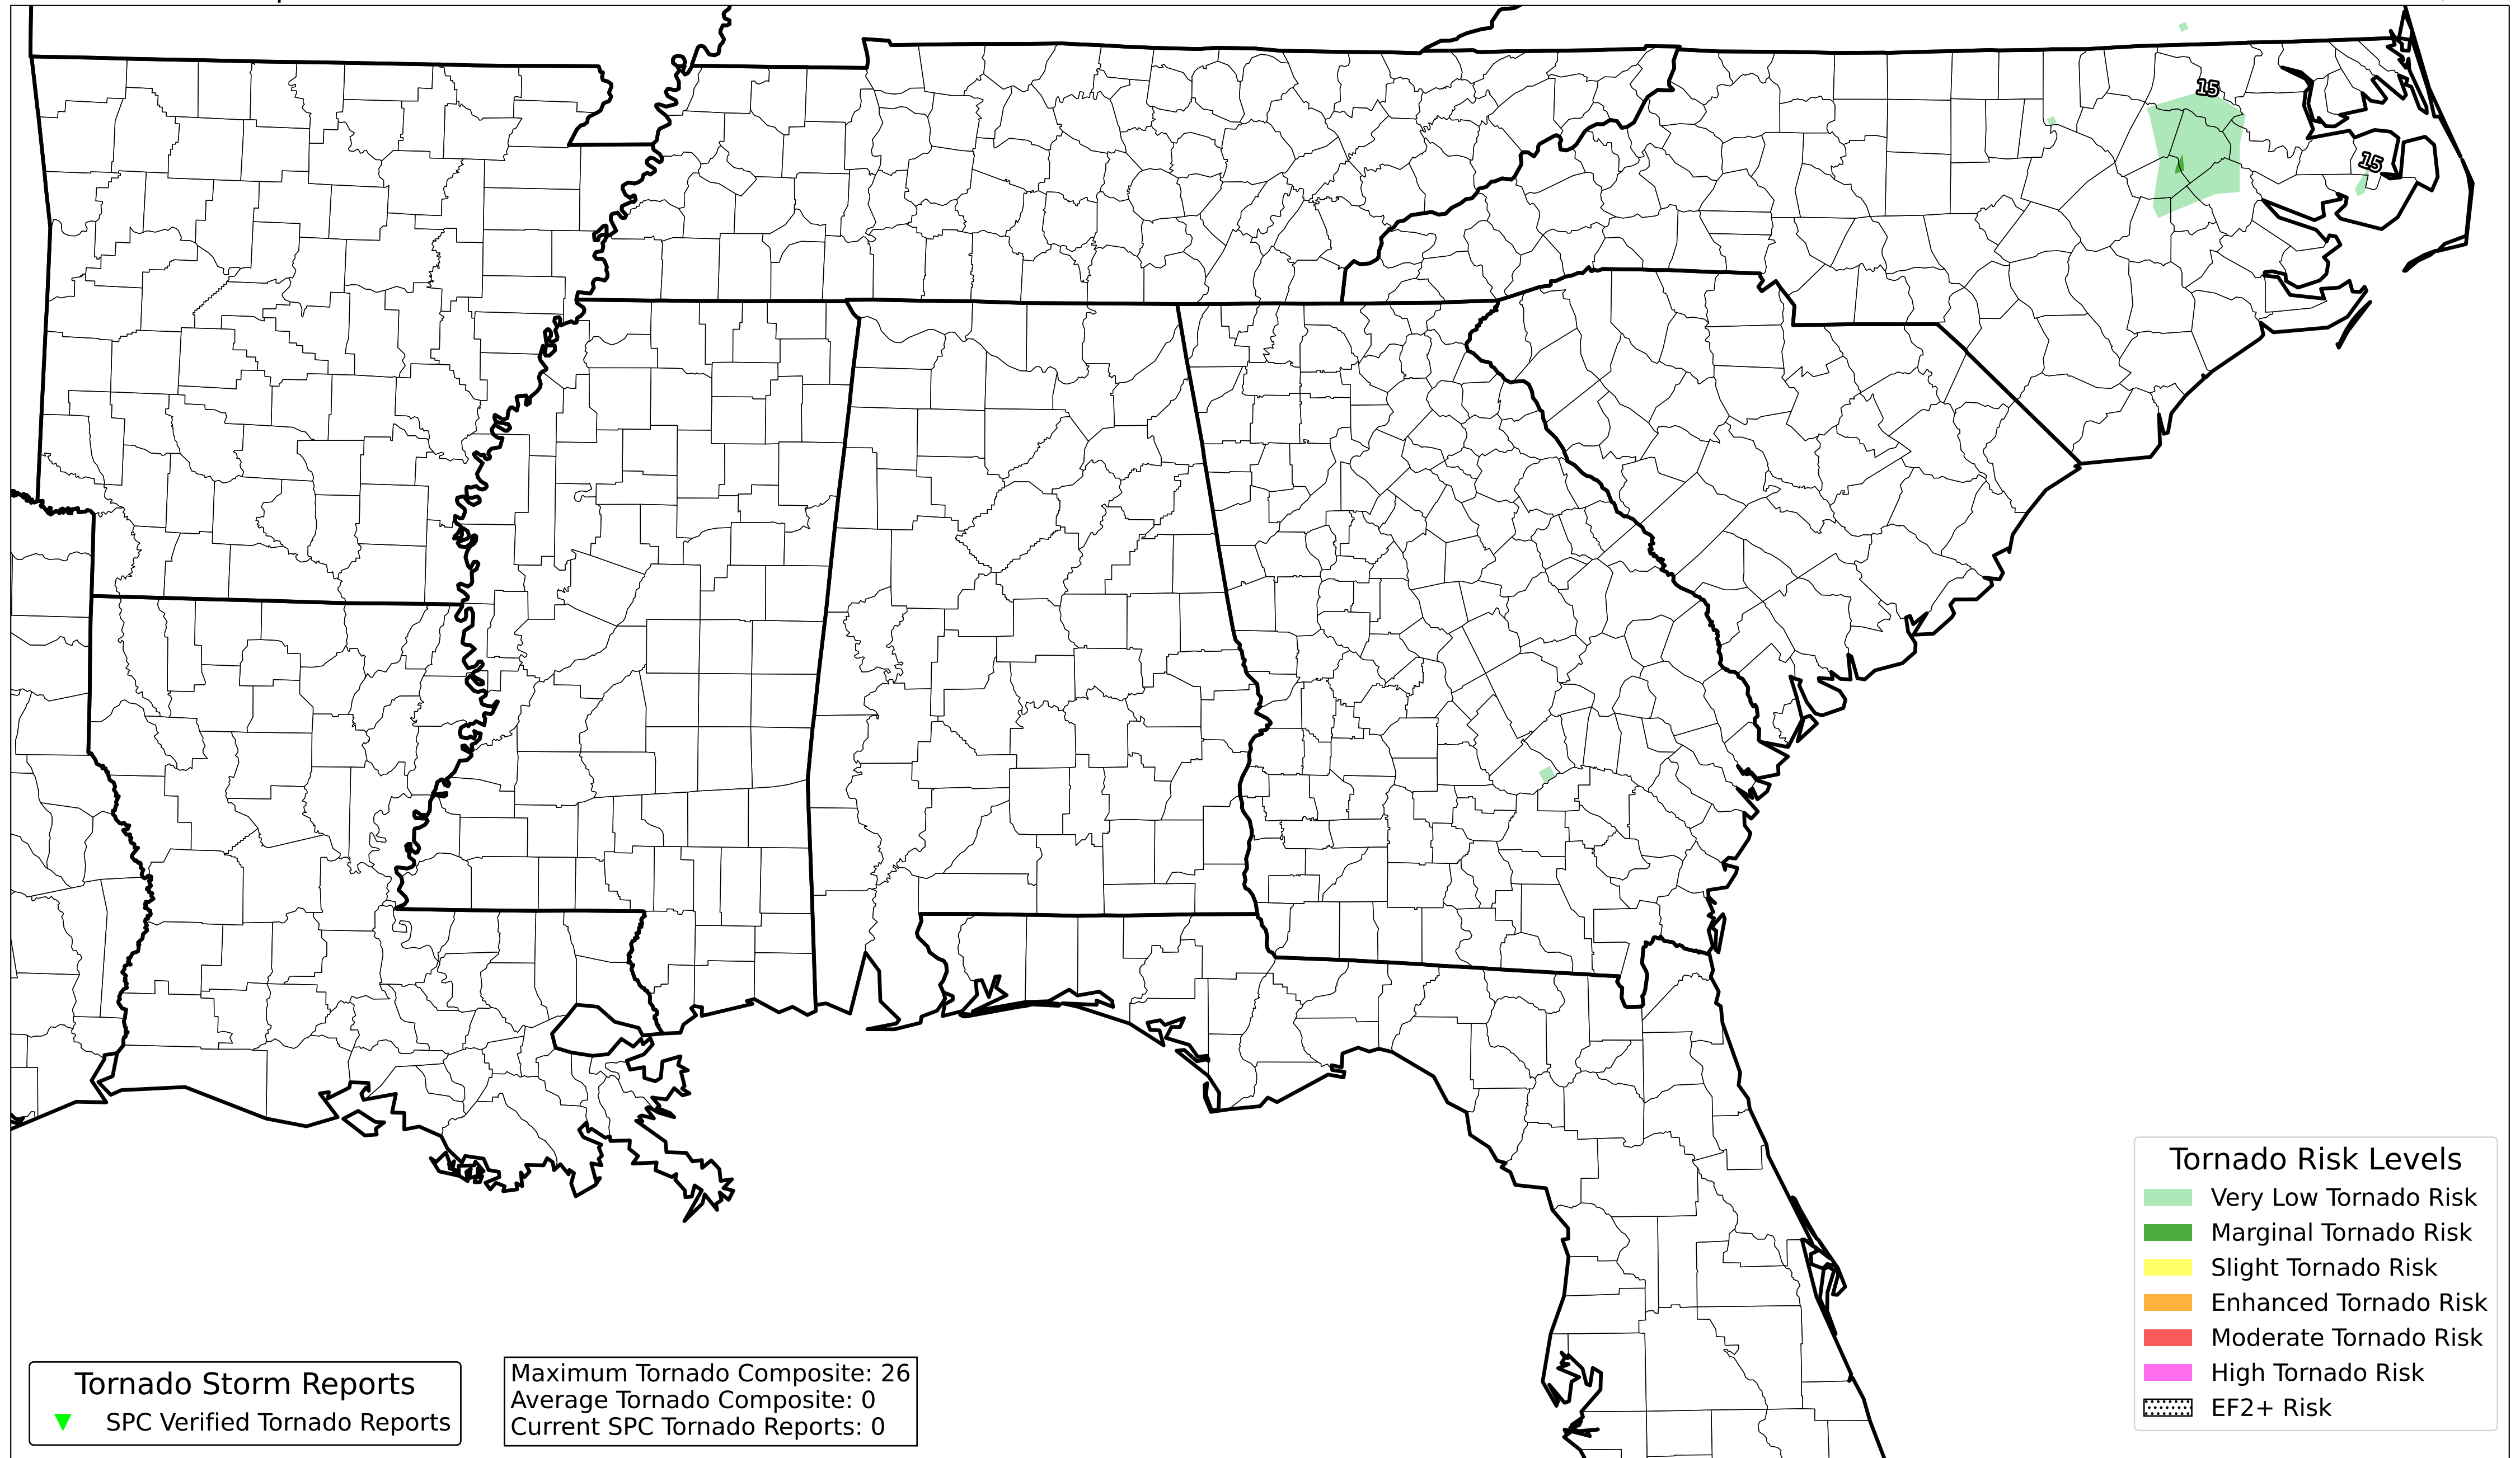 15
15
Tornado Risk Levels
Very Low Tornado Risk
Marginal Tornado Risk
Slight Tornado Risk
Enhanced Tornado Risk
Moderate Tornado Risk
High Tornado Risk
EF2+ Risk
Tornado Storm Reports
SPC Verified Tornado Reports
Maximum Tornado Composite: 26
Average Tornado Composite: 0
Current SPC Tornado Reports: 0